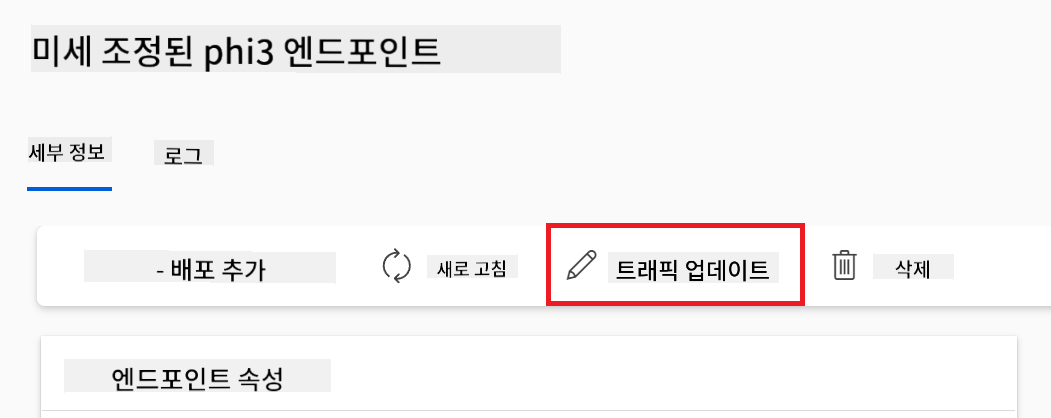 미세 조정된 phi3 엔드포인트
세부 정보 로그
- 배포 추가 새로 고침 트래픽 업데이트 삭제
엔드포인트 속성